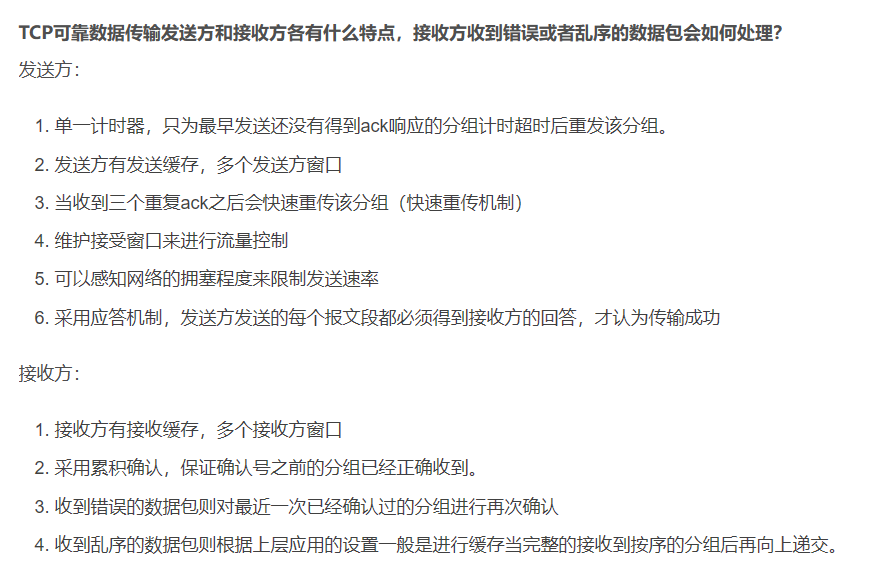 TCP可靠数据传输发送方和接收方各有什么特点，接收方收到错误或者乱序的数据包会如何处理？
发送方：
1. 单一计时器，只为最早发送还没有得到ack响应的分组计时超时后重发该分组。
2. 发送方有发送缓存，多个发送方窗口
3. 当收到三个重复ack之后会快速重传该分组（快速重传机制）
4. 维护接受窗口来进行流量控制
5. 可以感知网络的拥塞程度来限制发送速率
6. 采用应答机制，发送方发送的每个报文段都必须得到接收方的回答，才认为传输成功
接收方：
1. 接收方有接收缓存，多个接收方窗口
2. 采用累积确认，保证确认号之前的分组已经正确收到。
3. 收到错误的数据包则对最近一次已经确认过的分组进行再次确认
4. 收到乱序的数据包则根据上层应用的设置一般是进行缓存当完整的接收到按序的分组后再向上递交。